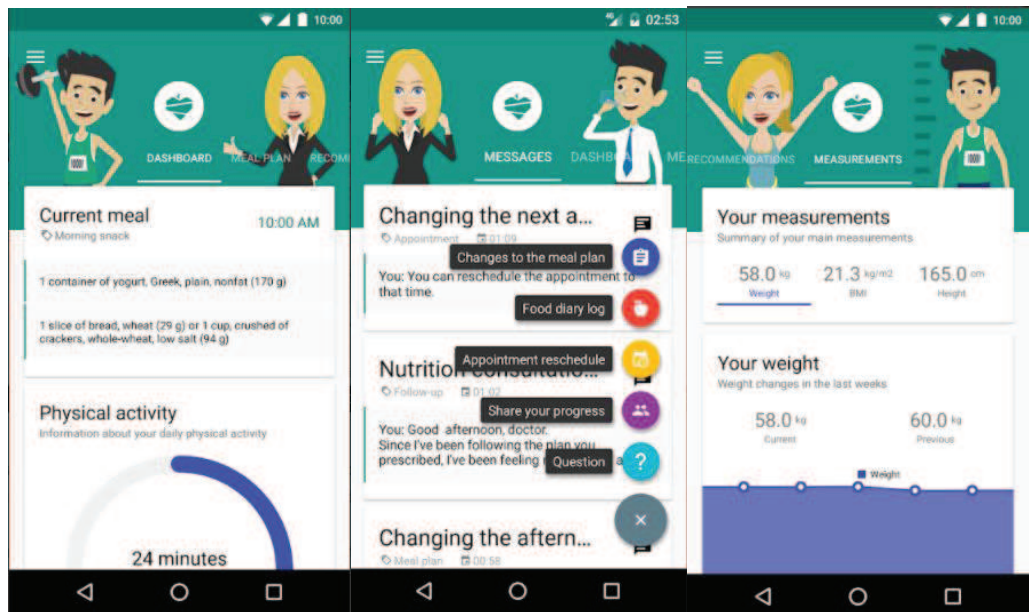 10:00
DASHBOARD
MEAL PLAN
RECOM
Current meal
10:00 AM
Morning snack
1 container of yogurt, Greek, plain, nonfat (170 g)
1 slice of bread, wheat (29 g) or 1 cup, crushed of
crackers, whole-wheat, low salt (94 g)
Physical activity
Information about your daily physical activity
24 minutes
4G
02:53
MESSAGES
DASHBOA
ME
Changing the next a...
Appointment
01:09
Changes to the meal plan
You: You can reschedule the appointment to
that time.
Food diary log
Appointment reschedule
Nutrition consultatio...
Follow-up
01:02
Share your progress
You: Good afternoon, doctor.
Since I've been following the plan you
prescribed, I've been feeling
Question
?
Changing the aftern...
Meal plan
00:58
10:00
RECOMMENDATIONS
MEASUREMENTS
Your measurements
Summary of your main measurements
58.0 kg
21.3 kg/m2
165.0 cm
Weight
BMI
Height
Your weight
Weight changes in the last weeks
58.0 kg
60.0 kg
Current
Previous
Weight